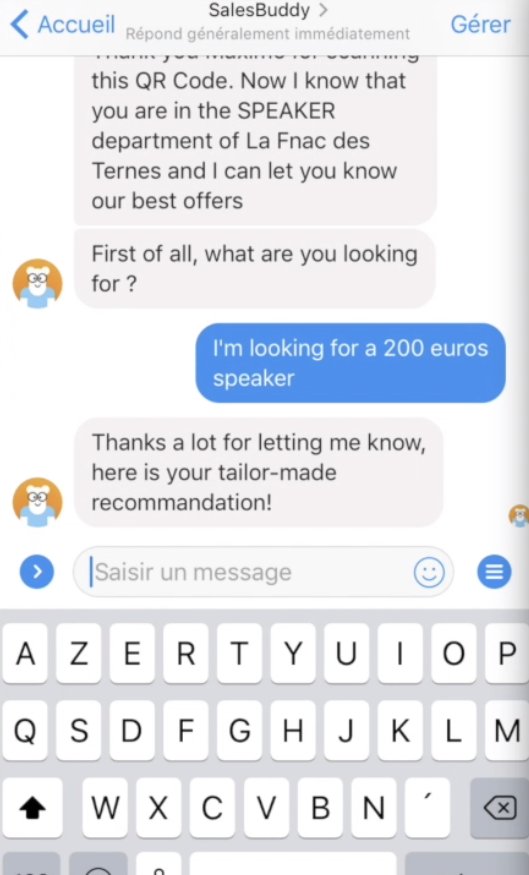 SalesBuddy
Accueil
Répond généralement immédiatement
Gérer
this QR Code. Now I know that
you are in the SPEAKER
department of La Fnac des
Ternes and I can let you know
our best offers
First of all, what are you looking
for ?
I'm looking for a 200 euros
speaker
Thanks a lot for letting me know,
here is your tailor-made
recommandation!
Saisir un message
A Z E R T Y U I O P
Q S D F G H J K L M
W X C V B N ´